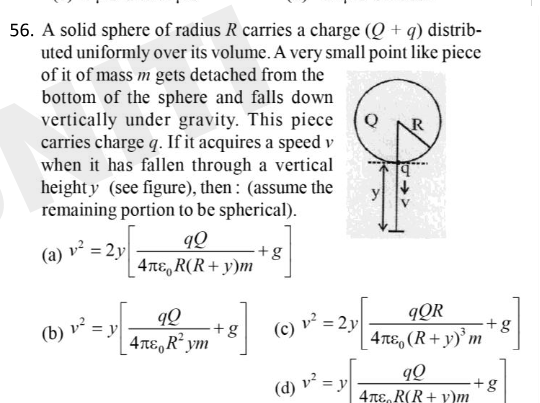 56. A solid sphere of radius R carries a charge (Q + q) distrib-
uted uniformly over its volume. A very small point like piece
of it of mass m gets detached from the
bottom of the sphere and falls down
vertically under gravity. This piece
carries charge q. If it acquires a speed v
when it has fallen through a vertical
height y (see figure), then : (assume the
remaining portion to be spherical).
Q R
q
y v
(a) v² = 2y[qQ / 4πε₀R(R + y)m + g]
(b) v² = y[qQ / 4πε₀R²ym + g]
(c) v² = 2y[qQR / 4πε₀(R + y)³m + g]
(d) v² = y[qQ / 4πε₀R(R + y)m + g]